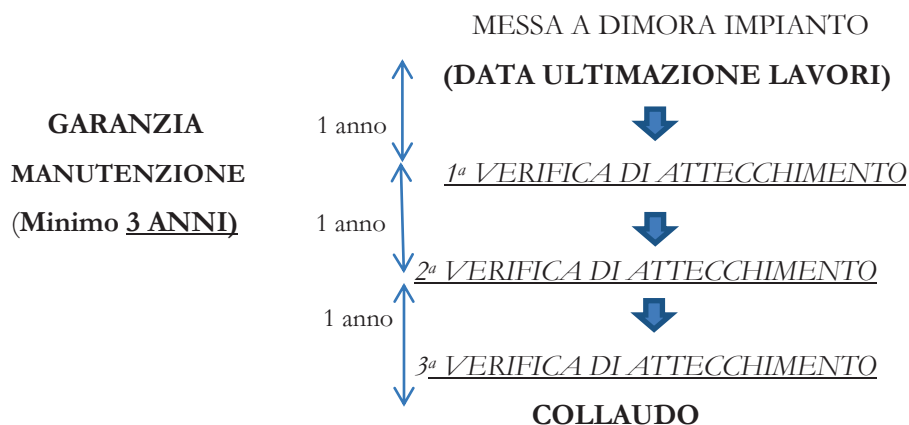 MESSA A DIMORA IMPIANTO
(DATA ULTIMAZIONE LAVORI)
GARANZIA
MANUTENZIONE
(Minimo 3 ANNI)
1 anno
1ª VERIFICA DI ATTECCHIMENTO
1 anno
2ª VERIFICA DI ATTECCHIMENTO
1 anno
3ª VERIFICA DI ATTECCHIMENTO
COLLAUDO